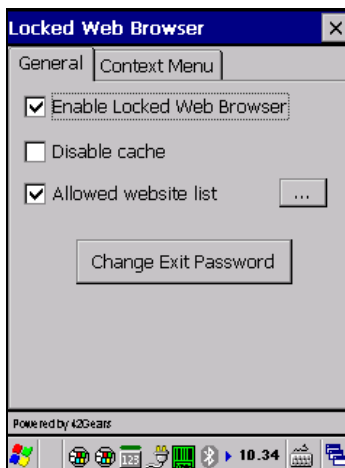 Locked Web Browser
General
Context Menu
Enable Locked Web Browser
Disable cache
Allowed website list
...
Change Exit Password
Powered by 42Gears
123
10.34